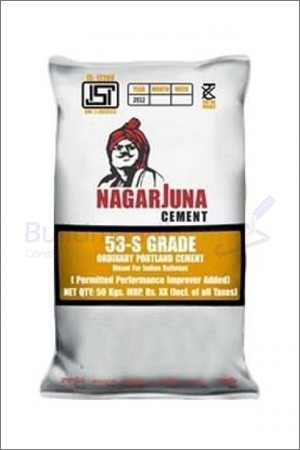 IS: 12269
YEAR MONTH WEEK
2012
ISI
NAGARJUNA
CEMENT
53-S GRADE
ORDINARY PORTLAND CEMENT
Meant For Indian Railways
( Permitted Performance Improver Added)
NET QTY: 50 Kgs. MRP. Rs. XX (Incl. of all Taxes)